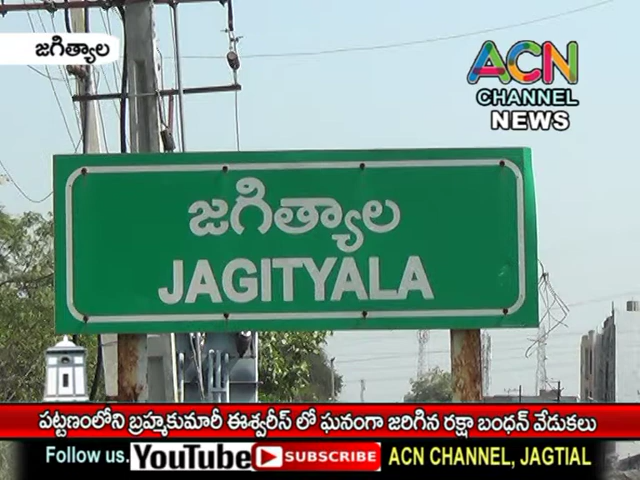 జగిత్యాల
ACN
CHANNEL
NEWS
జగిత్యాల
JAGITYALA
పట్టణంలోని బ్రహ్మకుమారీ ఈశ్వరీస్ లో ఘనంగా జరిగిన రక్షా బంధన్ వేడుకలు
Follow us. YouTube SUBSCRIBE ACN CHANNEL, JAGTIAL